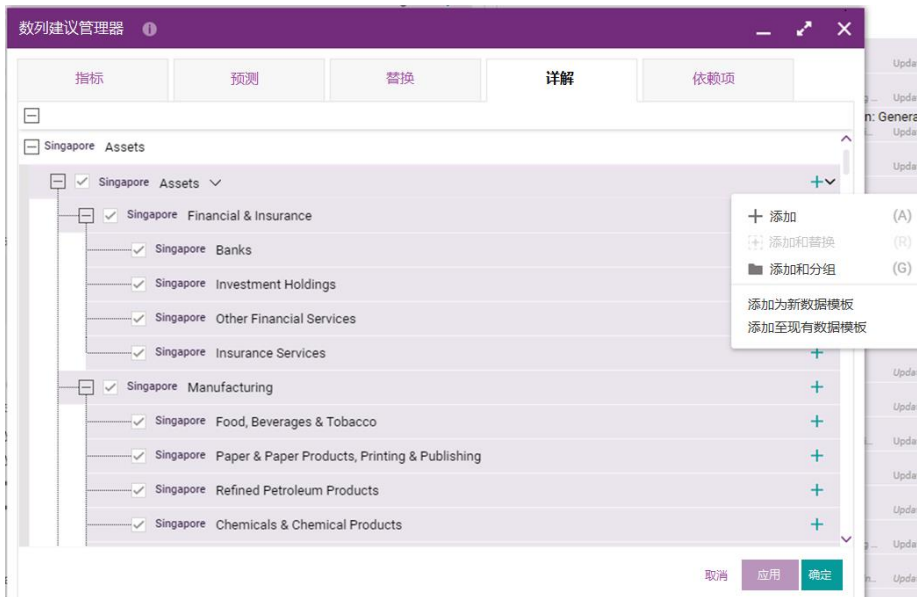 数列建议管理器
指标 预测 替换 详解 依赖项
Singapore Assets
Singapore Assets
Singapore Financial & Insurance
Singapore Banks
Singapore Investment Holdings
Singapore Other Financial Services
Singapore Insurance Services
Singapore Manufacturing
Singapore Food, Beverages & Tobacco
Singapore Paper & Paper Products, Printing & Publishing
Singapore Refined Petroleum Products
Singapore Chemicals & Chemical Products
添加 (A)
添加和替换 (R)
添加和分组 (G)
添加为新数据模板
添加至现有数据模板
取消 应用 确定
Upda
Upda
n: Genera
Upda
Upda
Upda
Upda
Upda
Upda
Upda
Upda
Upda